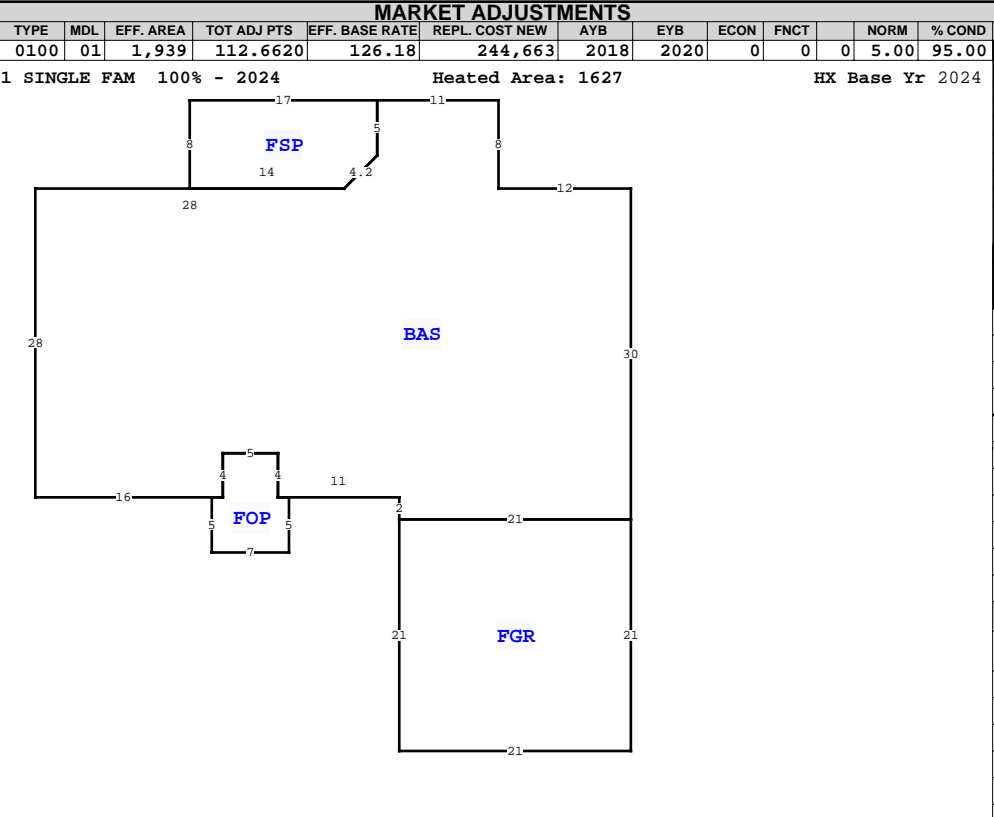 MARKET ADJUSTMENTS
TYPE MDL EFF. AREA TOT ADJ PTS EFF. BASE RATE REPL. COST NEW AYB EYB ECON FNCT NORM % COND
0100 01 1,939 112.6620 126.18 244,663 2018 2020 0 0 0 5.00 95.00
1 SINGLE FAM 100% - 2024 Heated Area: 1627 HX Base Yr 2024
17 11
5
8 FSP 8
14 4.2
12
28
BAS
28
30
5
4 4 11
16
2
5 FOP 5 21
7
21 FGR 21
21